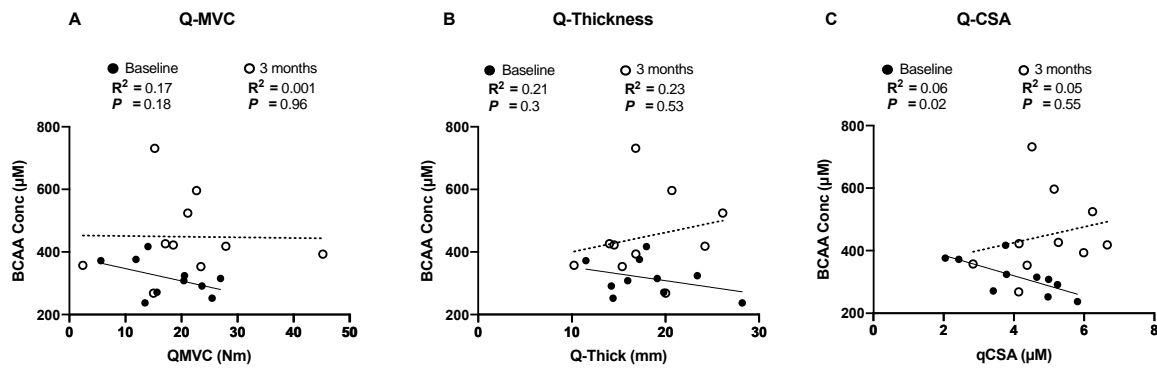 A Q-MVC
Baseline 3 months
R² = 0.17 R² = 0.001
P = 0.18 P = 0.96
800
600
400
200
BCAA Conc (µM)
0 10 20 30 40 50
QMVC (Nm)
B Q-Thickness
Baseline 3 months
R² = 0.21 R² = 0.23
P = 0.3 P = 0.53
800
600
400
200
BCAA Conc (µM)
0 10 20 30
Q-Thick (mm)
C Q-CSA
Baseline 3 months
R² = 0.06 R² = 0.05
P = 0.02 P = 0.55
800
600
400
200
BCAA Conc (µM)
0 2 4 6 8
qCSA (µM)